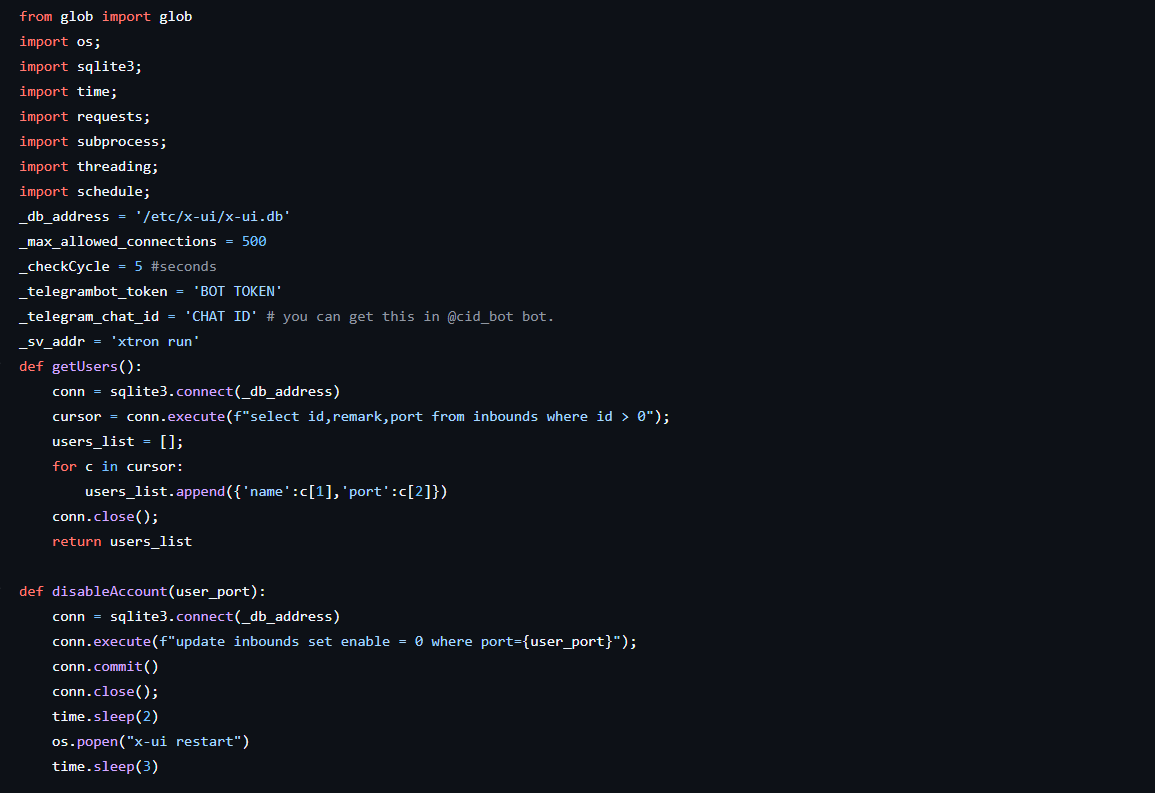 from glob import glob
import os;
import sqlite3;
import time;
import requests;
import subprocess;
import threading;
import schedule;
_db_address = '/etc/x-ui/x-ui.db'
_max_allowed_connections = 500
_checkCycle = 5 #seconds
_telegrambot_token = 'BOT TOKEN'
_telegram_chat_id = 'CHAT ID' # you can get this in @cid_bot bot.
_sv_addr = 'xtron run'
def getUsers():
    conn = sqlite3.connect(_db_address)
    cursor = conn.execute(f"select id,remark,port from inbounds where id > 0");
    users_list = [];
    for c in cursor:
        users_list.append({'name':c[1],'port':c[2]})
    conn.close();
    return users_list

def disableAccount(user_port):
    conn = sqlite3.connect(_db_address)
    conn.execute(f"update inbounds set enable = 0 where port={user_port}");
    conn.commit()
    conn.close();
    time.sleep(2)
    os.popen("x-ui restart")
    time.sleep(3)